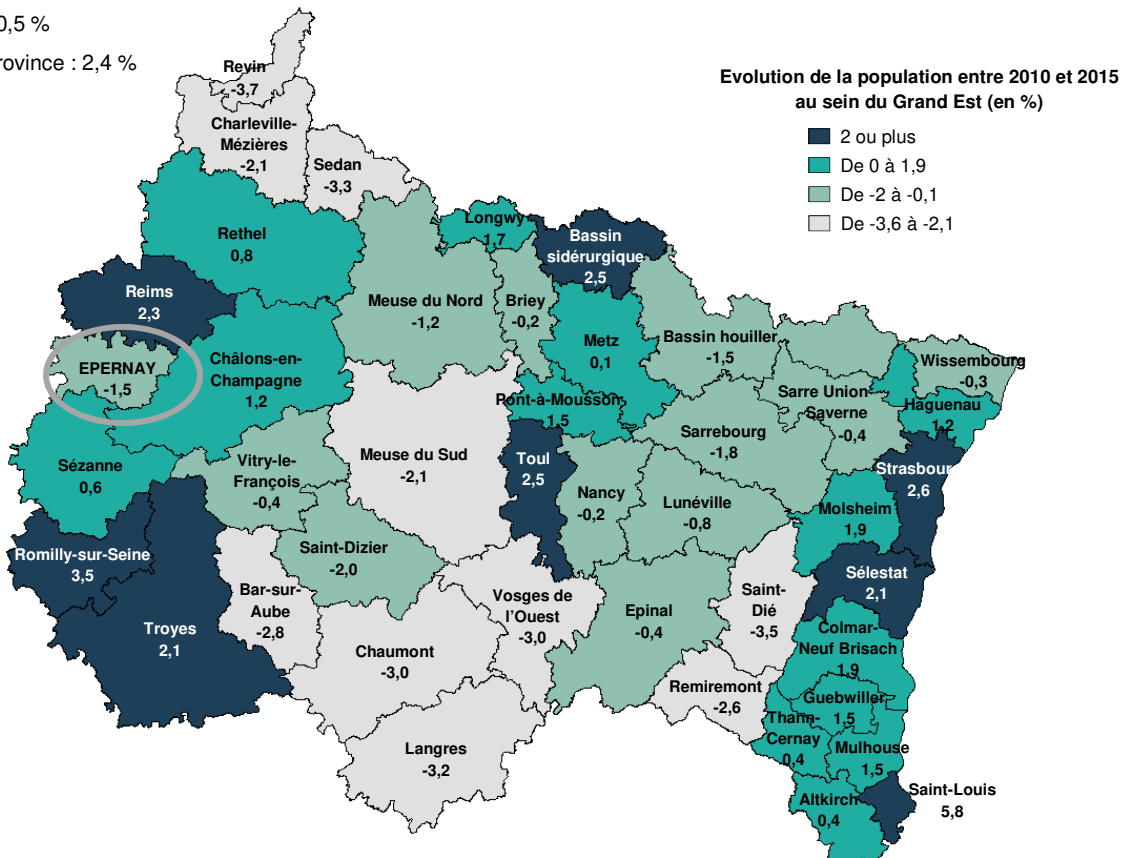 0,5 %
rovince : 2,4 %
Evolution de la population entre 2010 et 2015
au sein du Grand Est (en %)
2 ou plus
De 0 à 1,9
De -2 à -0,1
De -3,6 à -2,1
Revin
-3,7
Charleville-
Mézières
-2,1
Sedan
-3,3
Rethel
0,8
Longwy
1,7
Bassin
sidérurgique
2,5
Reims
2,3
Meuse du Nord
-1,2
Briey
-0,2
Metz
0,1
Bassin houiller
-1,5
Wissembourg
-0,3
EPERNAY
-1,5
Châlons-en-
Champagne
1,2
Pont-à-Mousson
1,5
Sarre Union-
Saverne
-0,4
Haguenau
1,2
Sézanne
0,6
Vitry-le-
François
-0,4
Meuse du Sud
-2,1
Toul
2,5
Sarrebourg
-1,8
Strasbour
2,6
Nancy
-0,2
Lunéville
-0,8
Molsheim
1,9
Romilly-sur-Seine
3,5
Saint-Dizier
-2,0
Sélestat
2,1
Bar-sur-
Aube
-2,8
Vosges de
l'Ouest
-3,0
Epinal
-0,4
Saint-
Dié
-3,5
Troyes
2,1
Chaumont
-3,0
Colmar-
Neuf Brisach
1,9
Remiremont
-2,6
Guebwiller
1,5
Thann-
Cernay
0,4
Langres
-3,2
Mulhouse
1,5
Altkirch
0,4
Saint-Louis
5,8